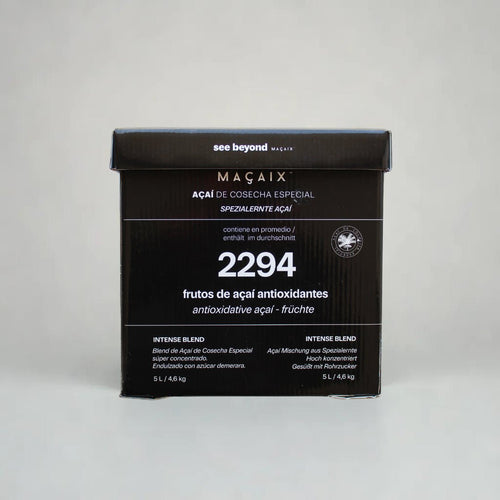 see beyond MAÇAIX™
MAÇAIX™
AÇAÍ DE COSECHA ESPECIAL
SPEZIALERNTE AÇAÍ
contiene en promedio /
enthält im durchschnitt
2294
frutos de açaí antioxidantes
antioxidative açaí - früchte
INTENSE BLEND
Blend de Açaí de Cosecha Especial
súper concentrado.
Endulzado con azúcar demerara.
5 L / 4,6 kg
INTENSE BLEND
Açaí Mischung aus Spezialernte
Hoch konzentriert
Gesüßt mit Rohrzucker
5 L / 4,6 kg